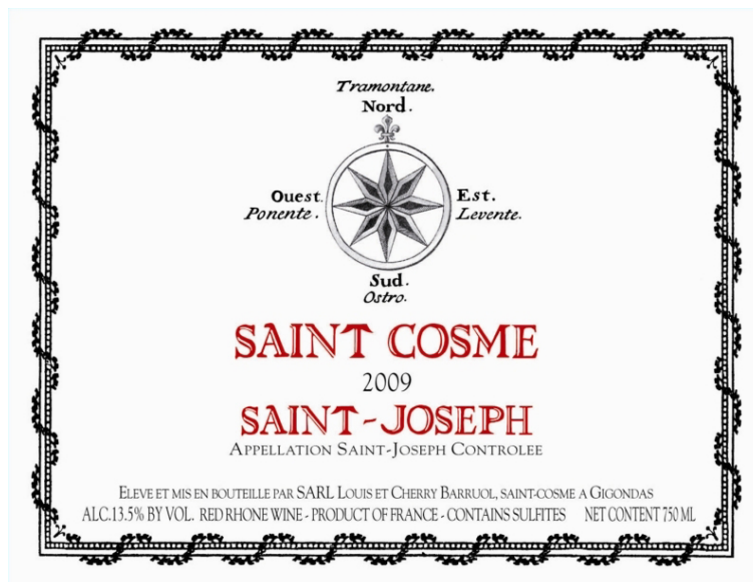 Tramontane.
Nord.
Ouest. Est.
Ponente. Levente.
Sud.
Ostro.
SAINT COSME
2009
SAINT-JOSEPH
APPELLATION SAINT-JOSEPH CONTROLEE
ELEVE ET MIS EN BOUTEILLE PAR SARL LOUIS ET CHERRY BARRUOL, SAINT-COSME A GIGONDAS
ALC.13.5% BY VOL. RED RHONE WINE - PRODUCT OF FRANCE - CONTAINS SULFITES NET CONTENT 750 ML